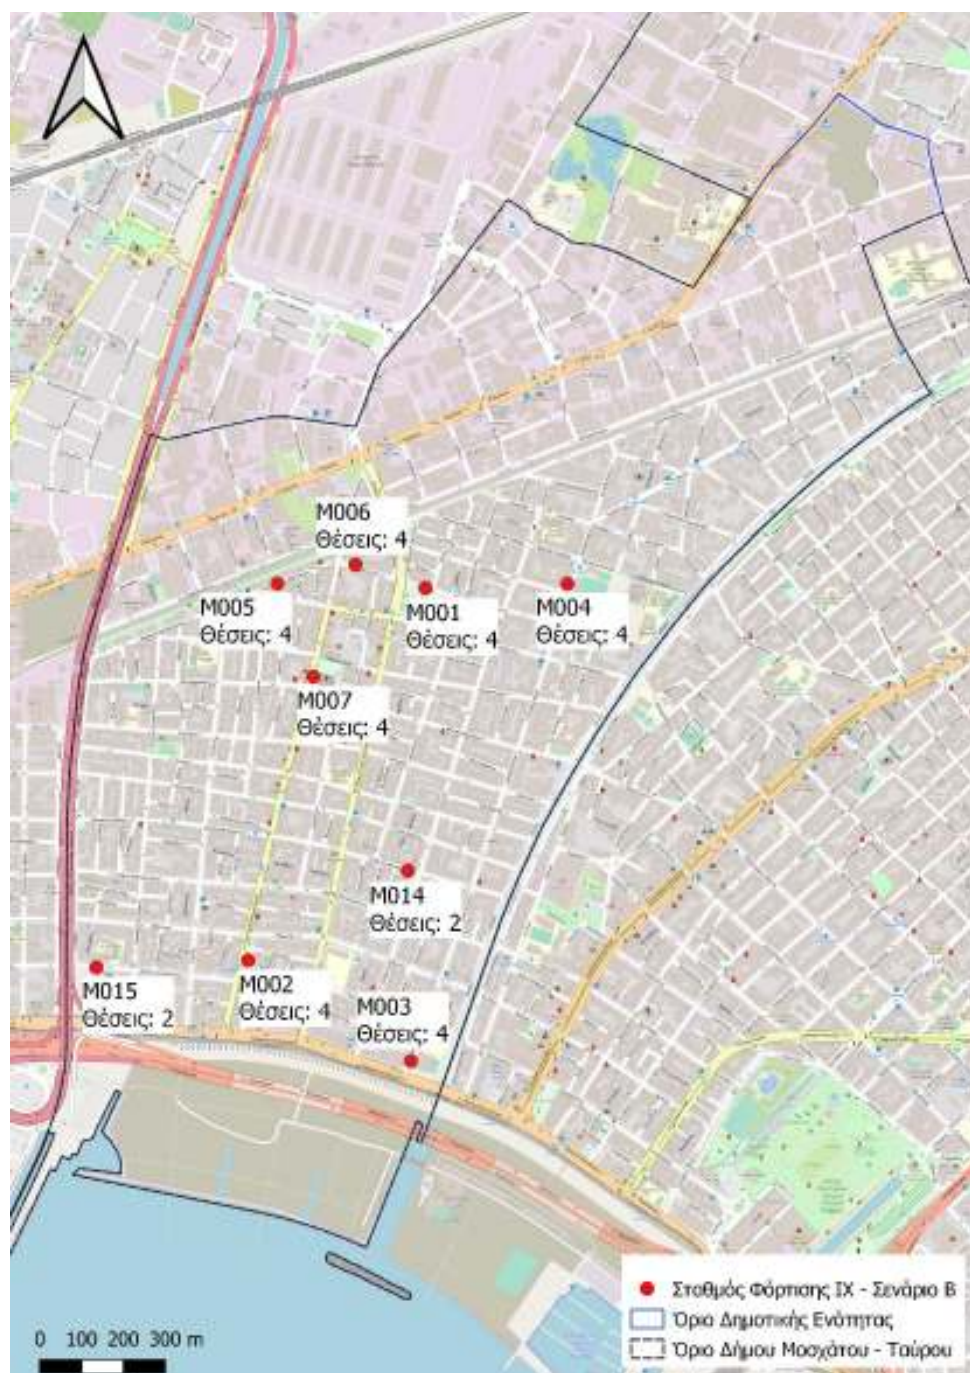 M006
Θέσεις: 4
M005
Θέσεις: 4
M001
Θέσεις: 4
M004
Θέσεις: 4
M007
Θέσεις: 4
M014
Θέσεις: 2
M015
Θέσεις: 2
M002
Θέσεις: 4
M003
Θέσεις: 4
Σταθμός Φόρτισης ΙΧ - Σενάριο Β
Όριο Δημοτικής Ενότητας
Όριο Δήμου Μοσχάτου - Ταύρου
0 100 200 300 m